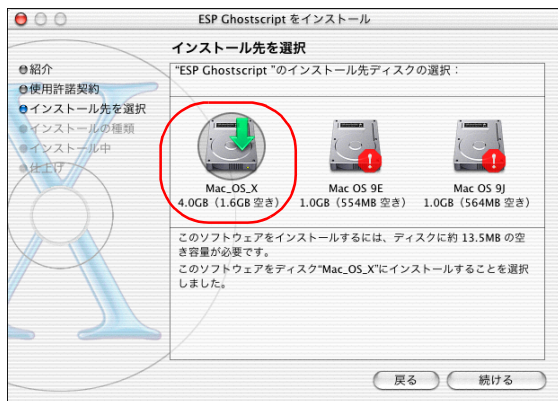 ESP Ghostscript をインストール
インストール先を選択
紹介
使用許諾契約
インストール先を選択
インストールの種類
インストール中
仕上げ
"ESP Ghostscript "のインストール先ディスクの選択：
Mac_OS_X
4.0GB（1.6GB 空き）
Mac OS 9E
1.0GB（554MB 空き）
Mac OS 9J
1.0GB（564MB 空き）
このソフトウェアをインストールするには、ディスクに約 13.5MB の空
き容量が必要です。
このソフトウェアをディスク"Mac_OS_X"にインストールすることを選択
しました。
戻る
続ける